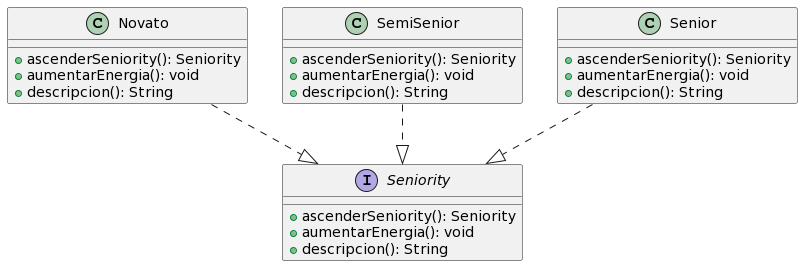 C Novato
+ascenderSeniority(): Seniority
+aumentarEnergia(): void
+descripcion(): String
C SemiSenior
ascenderSeniority(): Seniority
aumentarEnergia(): void
descripcion(): String
C Senior
ascenderSeniority(): Seniority
aumentarEnergia(): void
descripcion(): String
I Seniority
ascenderSeniority(): Seniority
aumentarEnergia(): void
descripcion(): String